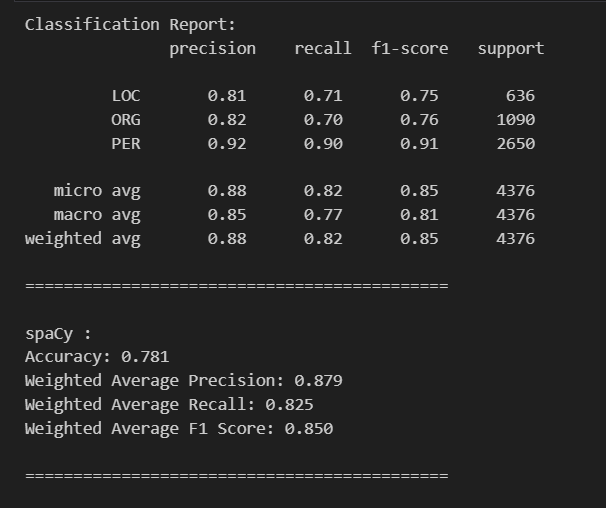 Classification Report:
precision recall f1-score support
LOC 0.81 0.71 0.75 636
ORG 0.82 0.70 0.76 1090
PER 0.92 0.90 0.91 2650
micro avg 0.88 0.82 0.85 4376
macro avg 0.85 0.77 0.81 4376
weighted avg 0.88 0.82 0.85 4376
============================================
spaCy :
Accuracy: 0.781
Weighted Average Precision: 0.879
Weighted Average Recall: 0.825
Weighted Average F1 Score: 0.850
============================================